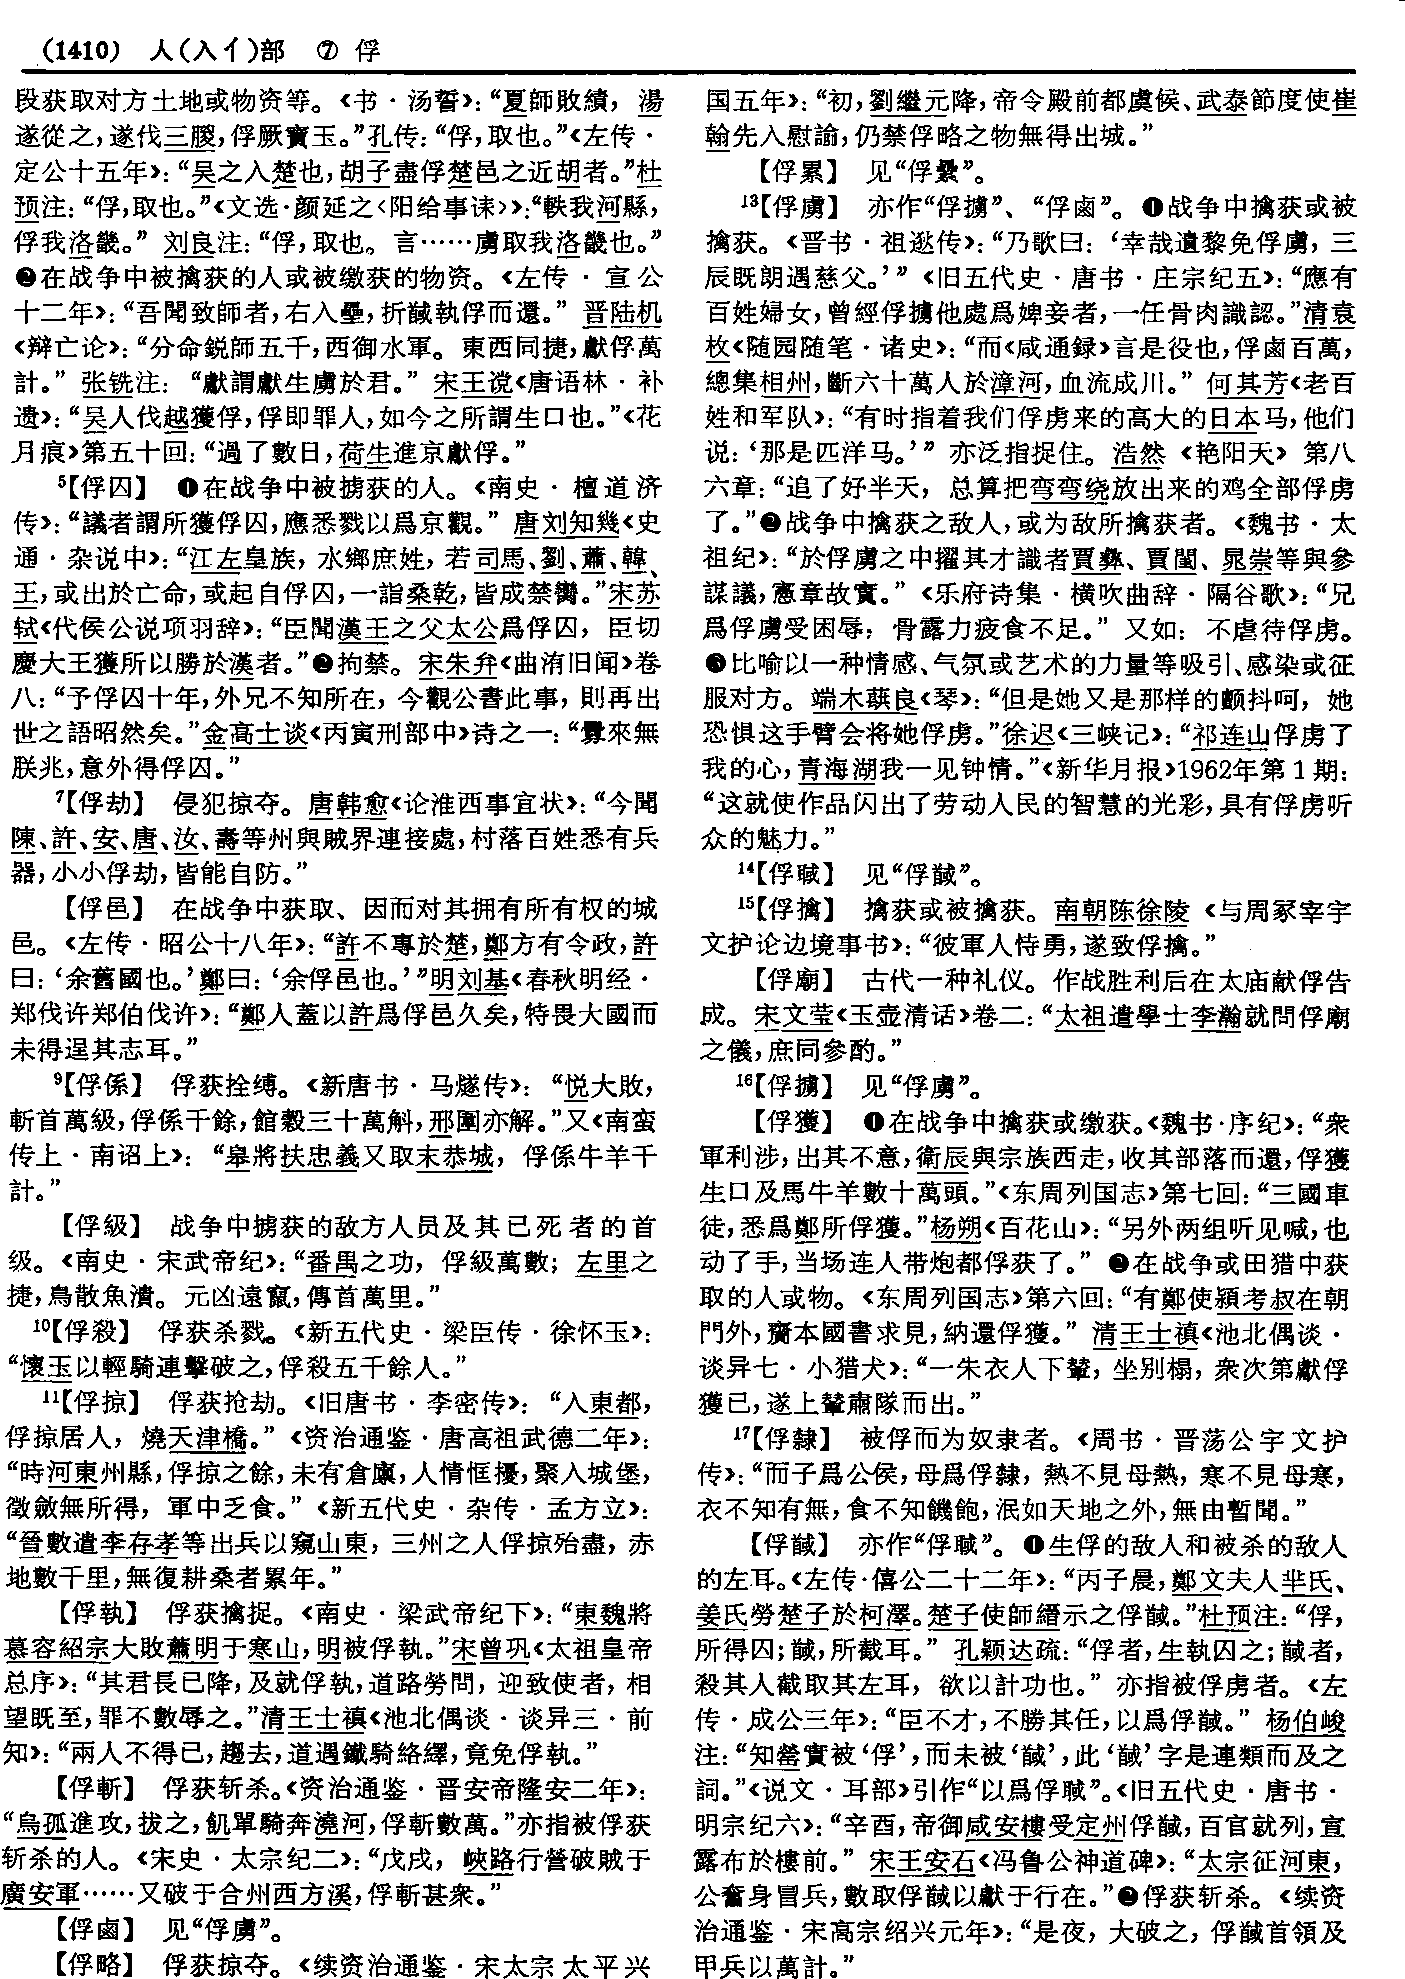 (1410) 人(入亻)部 ⑦ 俘
段获取对方土地或物资等。《书·汤誓》：“夏師敗績，湯
遂從之，遂伐三朡，俘厥寶玉。”孔传：“俘，取也。”《左传·
定公十五年》：“吴之入楚也，胡子盡俘楚邑之近胡者。”杜
预注：“俘，取也。”《文选·颜延之〈阳给事诔〉》：“軼我河縣，
俘我洛畿。” 刘良注：“俘，取也。言……虜取我洛畿也。”
❷在战争中被擒获的人或被缴获的物资。《左传·宣公
十二年》：“吾聞致師者，右入壘，折馘執俘而還。” 晋陆机
《辩亡论》：“分命鋭師五千，西御水軍。東西同捷，獻俘萬
計。” 张铣注：“獻謂獻生虜於君。” 宋王谠《唐语林·补
遗》：“吴人伐越獲俘，俘即罪人，如今之所謂生口也。”《花
月痕》第五十回：“過了數日，荷生進京獻俘。”
⁵【俘囚】 ❶在战争中被掳获的人。《南史·檀道济
传》：“議者謂所獲俘囚，應悉戮以爲京觀。” 唐刘知幾《史
通·杂说中》：“江左皇族，水鄉庶姓，若司馬、劉、蕭、韓、
王，或出於亡命，或起自俘囚，一詣桑乾，皆成禁臠。”宋苏
轼《代侯公说项羽辞》：“臣聞漢王之父太公爲俘囚，臣切
慶大王獲所以勝於漢者。”❷拘禁。宋朱弁《曲洧旧闻》卷
八：“予俘囚十年，外兄不知所在，今觀公書此事，則再出
世之語昭然矣。”金高士谈《丙寅刑部中》诗之一：“釁來無
朕兆，意外得俘囚。”
⁷【俘劫】 侵犯掠夺。唐韩愈《论淮西事宜状》：“今聞
陳、許、安、唐、汝、壽等州與賊界連接處，村落百姓悉有兵
器，小小俘劫，皆能自防。”
【俘邑】 在战争中获取、因而对其拥有所有权的城
邑。《左传·昭公十八年》：“許不專於楚，鄭方有令政，許
曰：‘余舊國也。’鄭曰：‘余俘邑也。’”明刘基《春秋明经·
郑伐许郑伯伐许》：“鄭人蓋以許爲俘邑久矣，特畏大國而
未得逞其志耳。”
⁹【俘係】 俘获拴缚。《新唐书·马燧传》：“悦大敗，
斬首萬級，俘係千餘，館穀三十萬斛，邢圍亦解。”又《南蛮
传上·南诏上》：“皋將扶忠義又取末恭城，俘係牛羊千
計。”
【俘級】 战争中掳获的敌方人员及其已死者的首
级。《南史·宋武帝纪》：“番禺之功，俘級萬數；左里之
捷，鳥散魚潰。元凶遠竄，傳首萬里。”
¹⁰【俘殺】 俘获杀戮。《新五代史·梁臣传·徐怀玉》：
“懷玉以輕騎連擊破之，俘殺五千餘人。”
¹¹【俘掠】 俘获抢劫。《旧唐书·李密传》：“入東都，
俘掠居人，燒天津橋。”《资治通鉴·唐高祖武德二年》：
“時河東州縣，俘掠之餘，未有倉廩，人情恇擾，聚入城堡，
徵斂無所得，軍中乏食。”《新五代史·杂传·孟方立》：
“晉數遣李存孝等出兵以窺山東，三州之人俘掠殆盡，赤
地數千里，無復耕桑者累年。”
【俘執】 俘获擒捉。《南史·梁武帝纪下》：“東魏將
慕容紹宗大敗蕭明于寒山，明被俘執。”宋曾巩《太祖皇帝
总序》：“其君長已降，及就俘執，道路勞問，迎致使者，相
望既至，罪不數辱之。”清王士禛《池北偶谈·谈异三·前
知》：“兩人不得已，趨去，道遇鐵騎絡繹，竟免俘執。”
【俘斬】 俘获斩杀。《资治通鉴·晋安帝隆安二年》：
“烏孤進攻，拔之，飢單騎奔澆河，俘斬數萬。”亦指被俘获
斩杀的人。《宋史·太宗纪二》：“戊戌，峽路行營破賊于
廣安軍……又破于合州西方溪，俘斬甚衆。”
【俘鹵】 见“俘虜”。
【俘略】 俘获掠夺。《续资治通鉴·宋太宗太平兴
国五年》：“初，劉繼元降，帝令殿前都虞侯、武泰節度使崔
翰先入慰諭，仍禁俘略之物無得出城。”
【俘累】 见“俘纍”。
¹³【俘虜】 亦作“俘擄”、“俘鹵”。❶战争中擒获或被
擒获。《晋书·祖逖传》：“乃歌曰：‘幸哉遺黎免俘虜，三
辰既朗遇慈父。’”《旧五代史·唐书·庄宗纪五》：“應有
百姓婦女，曾經俘擄他處爲婢妾者，一任骨肉識認。”清袁
枚《随园随笔·诸史》：“而《咸通録》言是役也，俘鹵百萬，
總集相州，斷六十萬人於漳河，血流成川。” 何其芳《老百
姓和军队》：“有时指着我们俘虏来的高大的日本马，他们
说：‘那是匹洋马。’” 亦泛指捉住。浩然《艳阳天》第八
六章：“追了好半天，总算把弯弯绕放出来的鸡全部俘虏
了。”❷战争中擒获之敌人，或为敌所擒获者。《魏书·太
祖纪》：“於俘虜之中擢其才識者賈彝、賈閨、晁崇等與參
謀議，憲章故實。”《乐府诗集·横吹曲辞·隔谷歌》：“兄
爲俘虜受困辱，骨露力疲食不足。”又如：不虐待俘虏。
❸比喻以一种情感、气氛或艺术的力量等吸引、感染或征
服对方。端木蕻良《琴》：“但是她又是那样的颤抖呵，她
恐惧这手臂会将她俘虏。”徐迟《三峡记》：“祁连山俘虏了
我的心，青海湖我一见钟情。”《新华月报》1962年第1期：
“这就使作品闪出了劳动人民的智慧的光彩，具有俘虏听
众的魅力。”
¹⁴【俘聝】 见“俘馘”。
¹⁵【俘擒】 擒获或被擒获。南朝陈徐陵《与周冢宰宇
文护论边境事书》：“彼軍人恃勇，遂致俘擒。”
【俘廟】 古代一种礼仪。作战胜利后在太庙献俘告
成。宋文莹《玉壶清话》卷二：“太祖遣學士李瀚就問俘廟
之儀，庶同參酌。”
¹⁶【俘擄】 见“俘虜”。
【俘獲】 ❶在战争中擒获或缴获。《魏书·序纪》：“衆
軍利涉，出其不意，衛辰與宗族西走，收其部落而還，俘獲
生口及馬牛羊數十萬頭。”《东周列国志》第七回：“三國車
徒，悉爲鄭所俘獲。”杨朔《百花山》：“另外两组听见喊，也
动了手，当场连人带炮都俘获了。” ❷在战争或田猎中获
取的人或物。《东周列国志》第六回：“有鄭使潁考叔在朝
門外，齎本國書求見，納還俘獲。” 清王士禛《池北偶谈·
谈异七·小猎犬》：“一朱衣人下輦，坐別榻，衆次第獻俘
獲已，遂上輦肅隊而出。”
¹⁷【俘隸】 被俘而为奴隶者。《周书·晋荡公宇文护
传》：“而子爲公侯，母爲俘隸，熱不見母熱，寒不見母寒，
衣不知有無，食不知饑飽，泯如天地之外，無由暫聞。”
【俘馘】 亦作“俘聝”。❶生俘的敌人和被杀的敌人
的左耳。《左传·僖公二十二年》：“丙子晨，鄭文夫人芈氏、
姜氏勞楚子於柯澤。楚子使師縉示之俘馘。”杜预注：“俘，
所得囚；馘，所截耳。” 孔颖达疏：“俘者，生執囚之；馘者，
殺其人截取其左耳，欲以計功也。” 亦指被俘虏者。《左
传·成公三年》：“臣不才，不勝其任，以爲俘馘。” 杨伯峻
注：“知罃實被‘俘’，而未被‘馘’，此‘馘’字是連類而及之
詞。”《说文·耳部》引作“以爲俘聝”。《旧五代史·唐书·
明宗纪六》：“辛酉，帝御咸安樓受定州俘馘，百官就列，宣
露布於樓前。” 宋王安石《冯鲁公神道碑》：“太宗征河東，
公奮身冒兵，數取俘馘以獻于行在。”❷俘获斩杀。《续资
治通鉴·宋高宗绍兴元年》：“是夜，大破之，俘馘首領及
甲兵以萬計。”